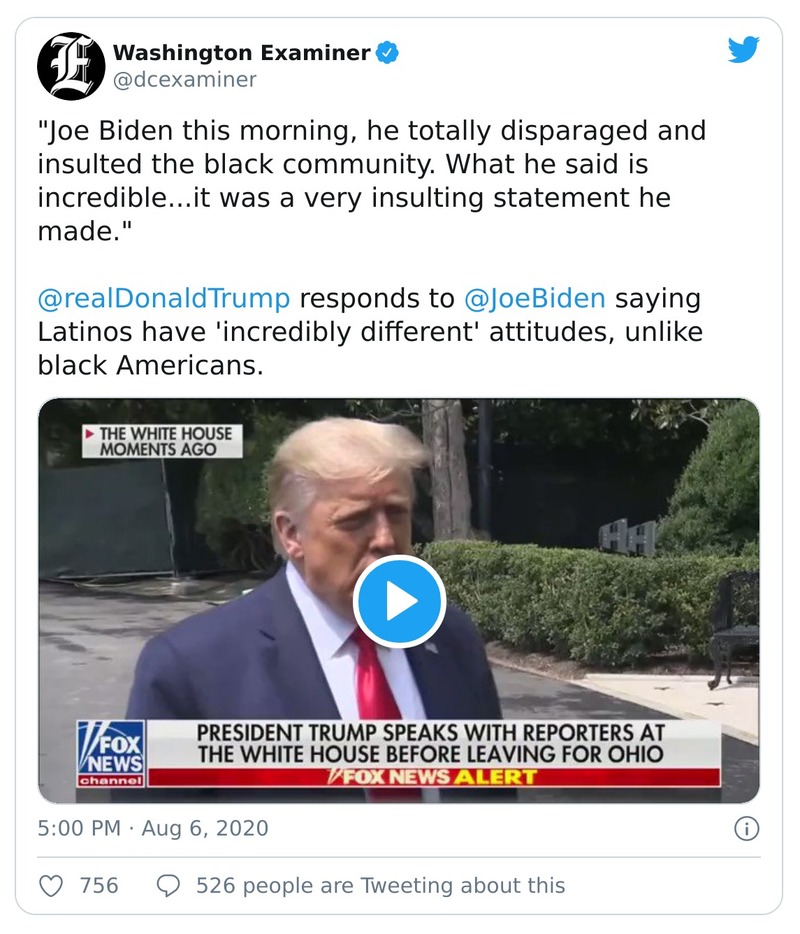 Washington Examiner
@dcexaminer
"Joe Biden this morning, he totally disparaged and
insulted the black community. What he said is
incredible...it was a very insulting statement he
made."
@realDonaldTrump responds to @JoeBiden saying
Latinos have 'incredibly different' attitudes, unlike
black Americans.
THE WHITE HOUSE
MOMENTS AGO
FOX
NEWS
channel
PRESIDENT TRUMP SPEAKS WITH REPORTERS AT
THE WHITE HOUSE BEFORE LEAVING FOR OHIO
FOX NEWS ALERT
5:00 PM · Aug 6, 2020
756
526 people are Tweeting about this